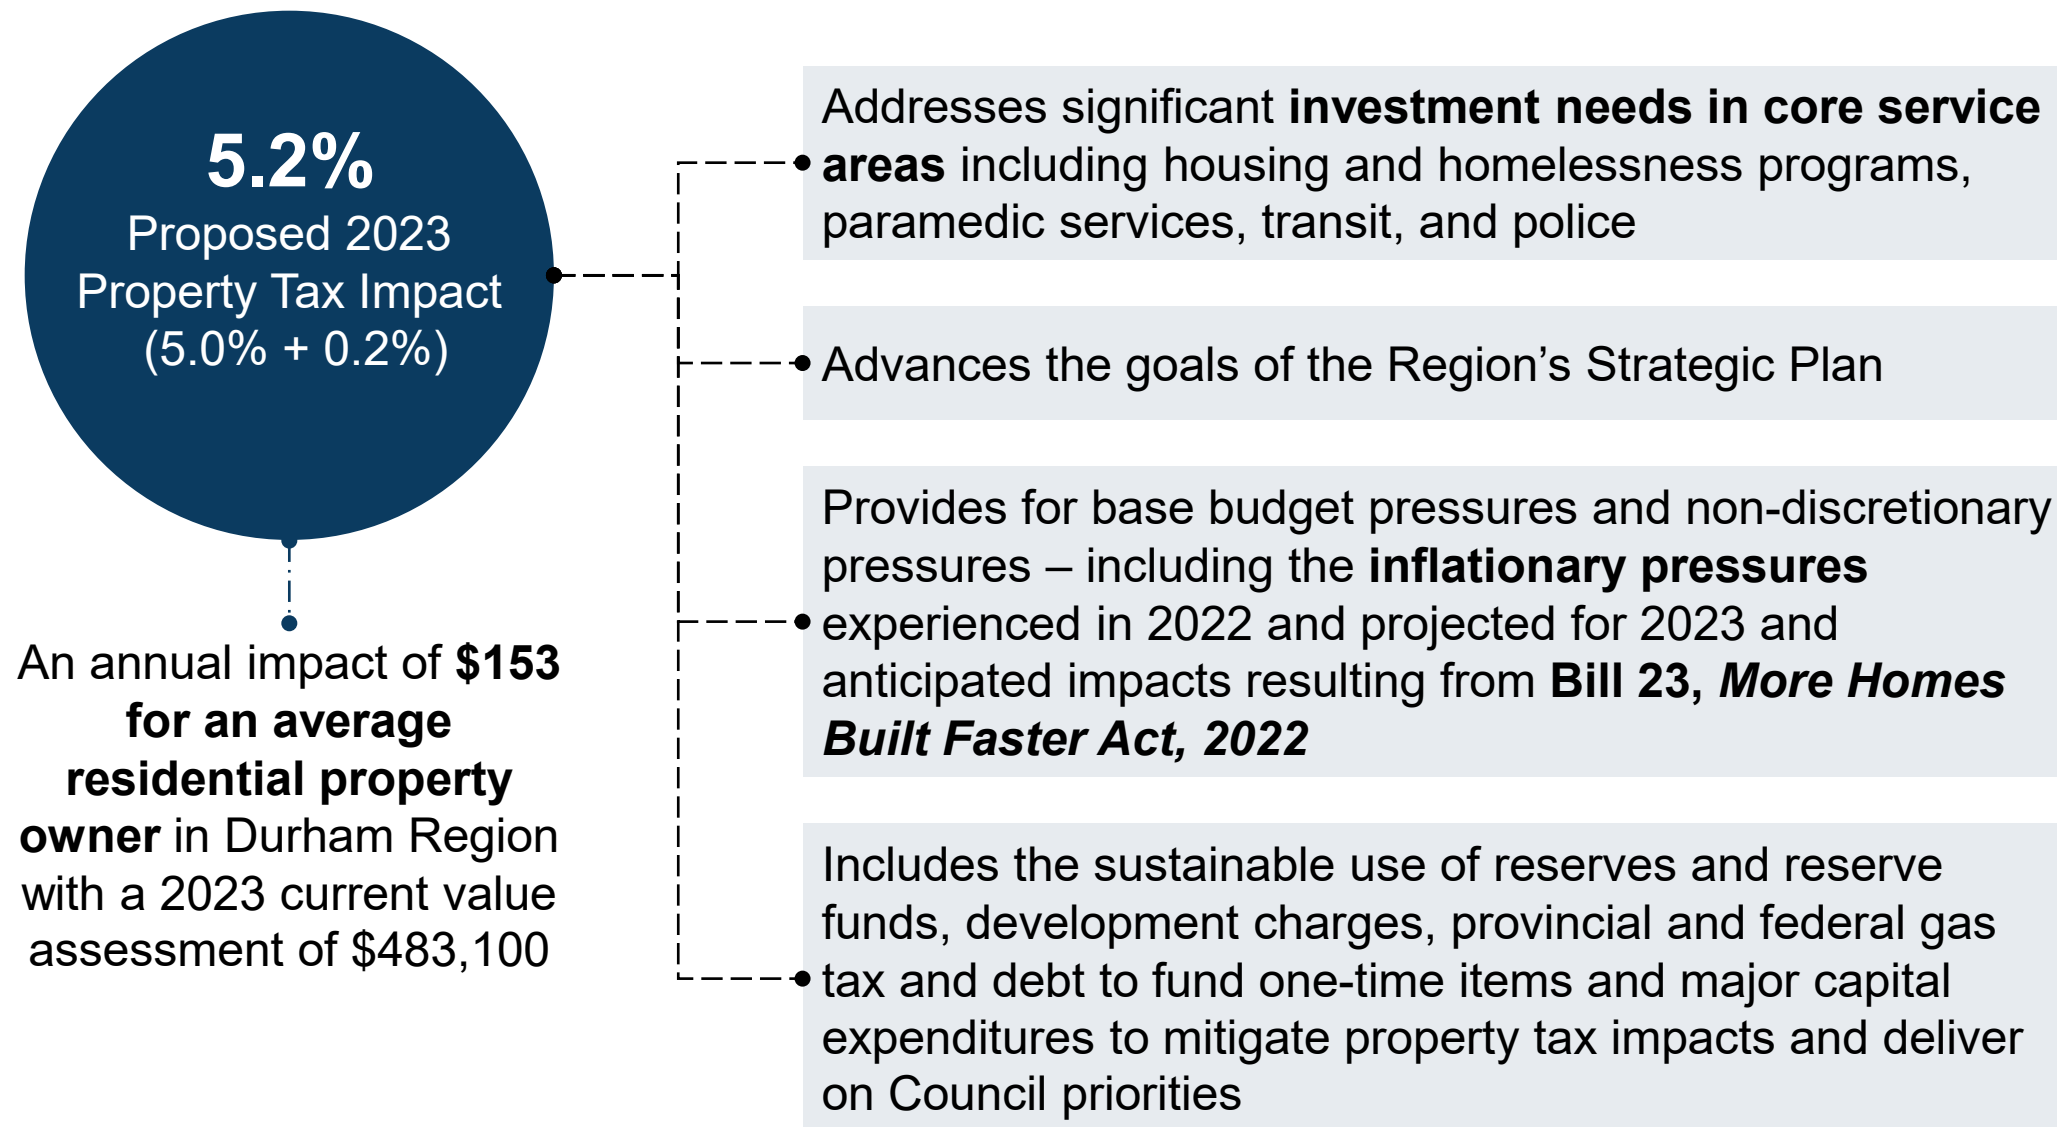 5.2%
Proposed 2023
Property Tax Impact
(5.0% + 0.2%)
An annual impact of $153
for an average
residential property
owner in Durham Region
with a 2023 current value
assessment of $483,100
Addresses significant investment needs in core service
areas including housing and homelessness programs,
paramedic services, transit, and police
Advances the goals of the Region’s Strategic Plan
Provides for base budget pressures and non-discretionary
pressures – including the inflationary pressures
experienced in 2022 and projected for 2023 and
anticipated impacts resulting from Bill 23, More Homes
Built Faster Act, 2022
Includes the sustainable use of reserves and reserve
funds, development charges, provincial and federal gas
tax and debt to fund one-time items and major capital
expenditures to mitigate property tax impacts and deliver
on Council priorities